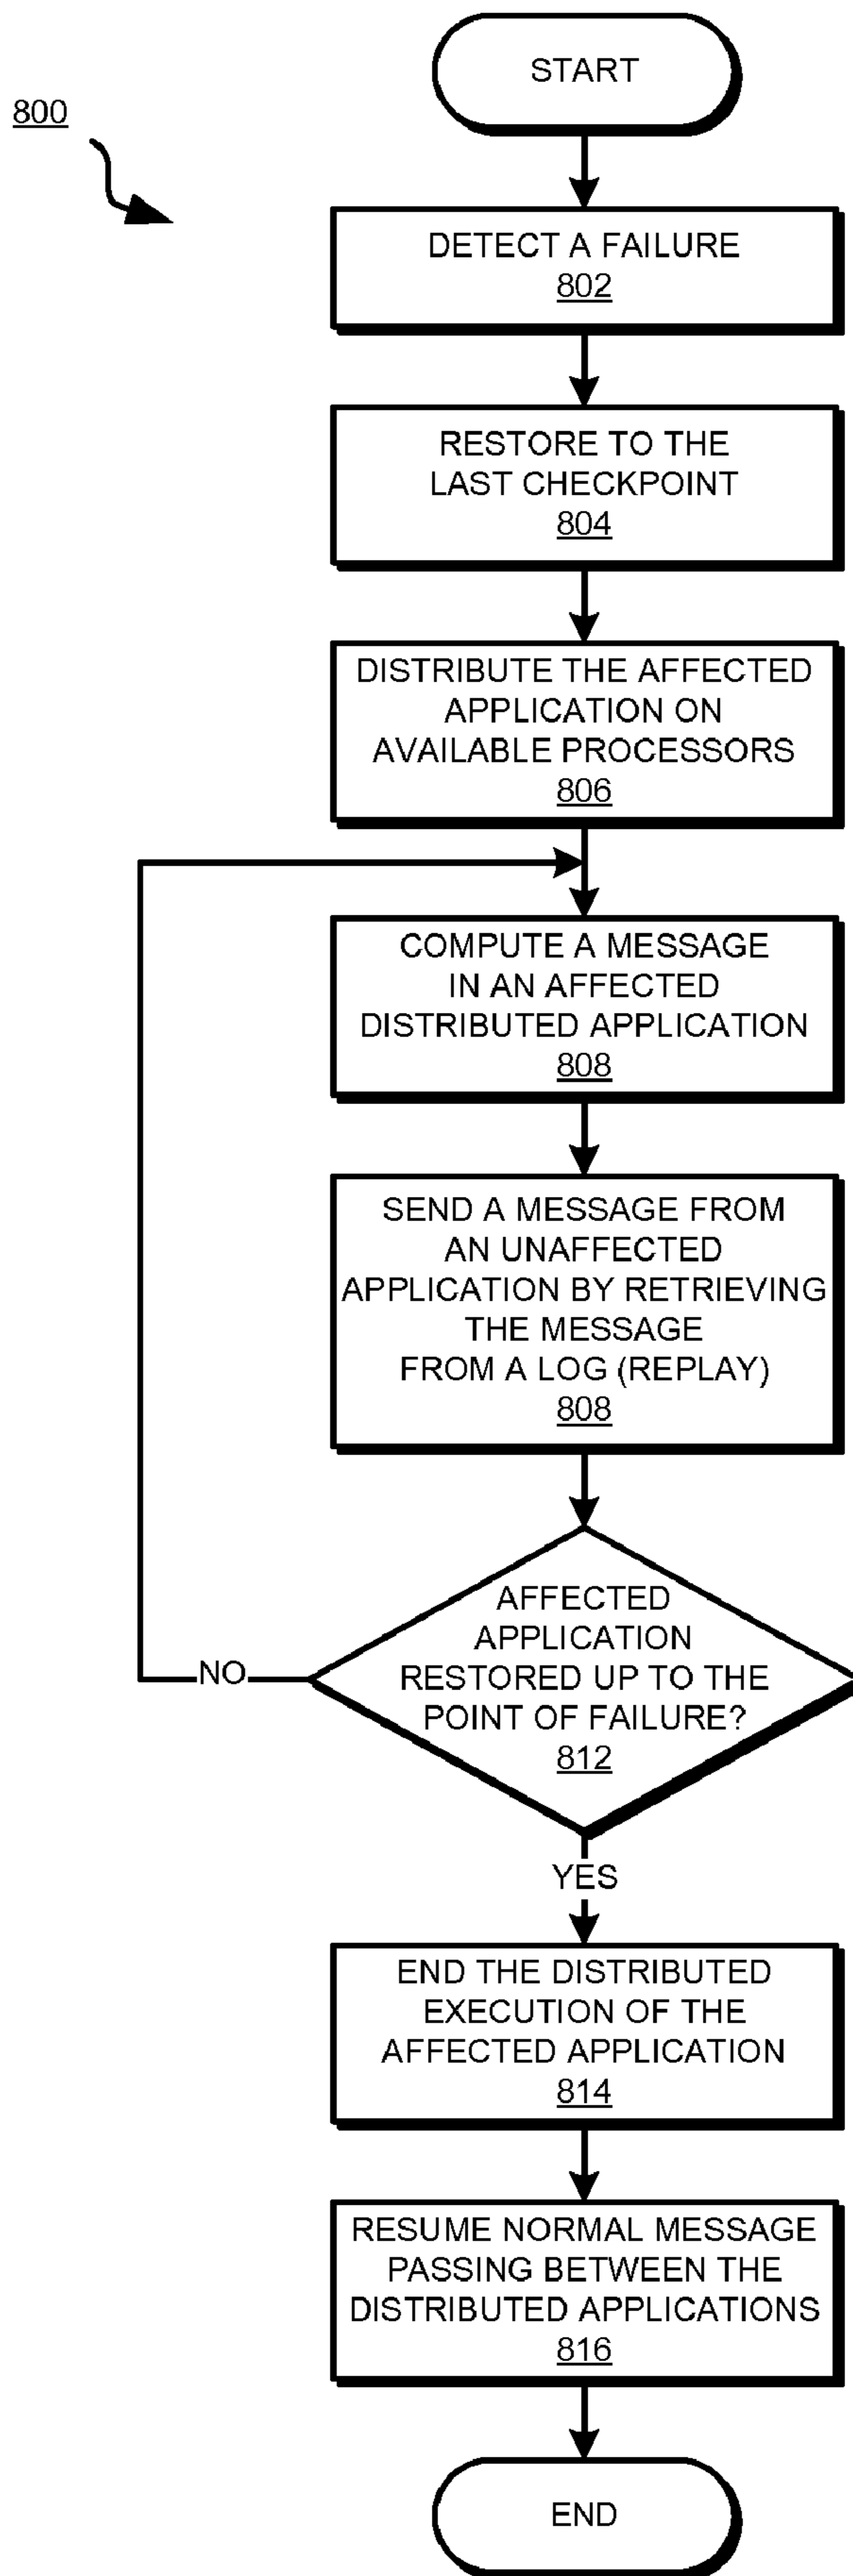 START
800
DETECT A FAILURE
802
RESTORE TO THE
LAST CHECKPOINT
804
DISTRIBUTE THE AFFECTED
APPLICATION ON
AVAILABLE PROCESSORS
806
COMPUTE A MESSAGE
IN AN AFFECTED
DISTRIBUTED APPLICATION
808
SEND A MESSAGE FROM
AN UNAFFECTED
APPLICATION BY RETRIEVING
THE MESSAGE
FROM A LOG (REPLAY)
808
AFFECTED
APPLICATION
RESTORED UP TO THE
POINT OF FAILURE?
812
NO
YES
END THE DISTRIBUTED
EXECUTION OF THE
AFFECTED APPLICATION
814
RESUME NORMAL MESSAGE
PASSING BETWEEN THE
DISTRIBUTED APPLICATIONS
816
END